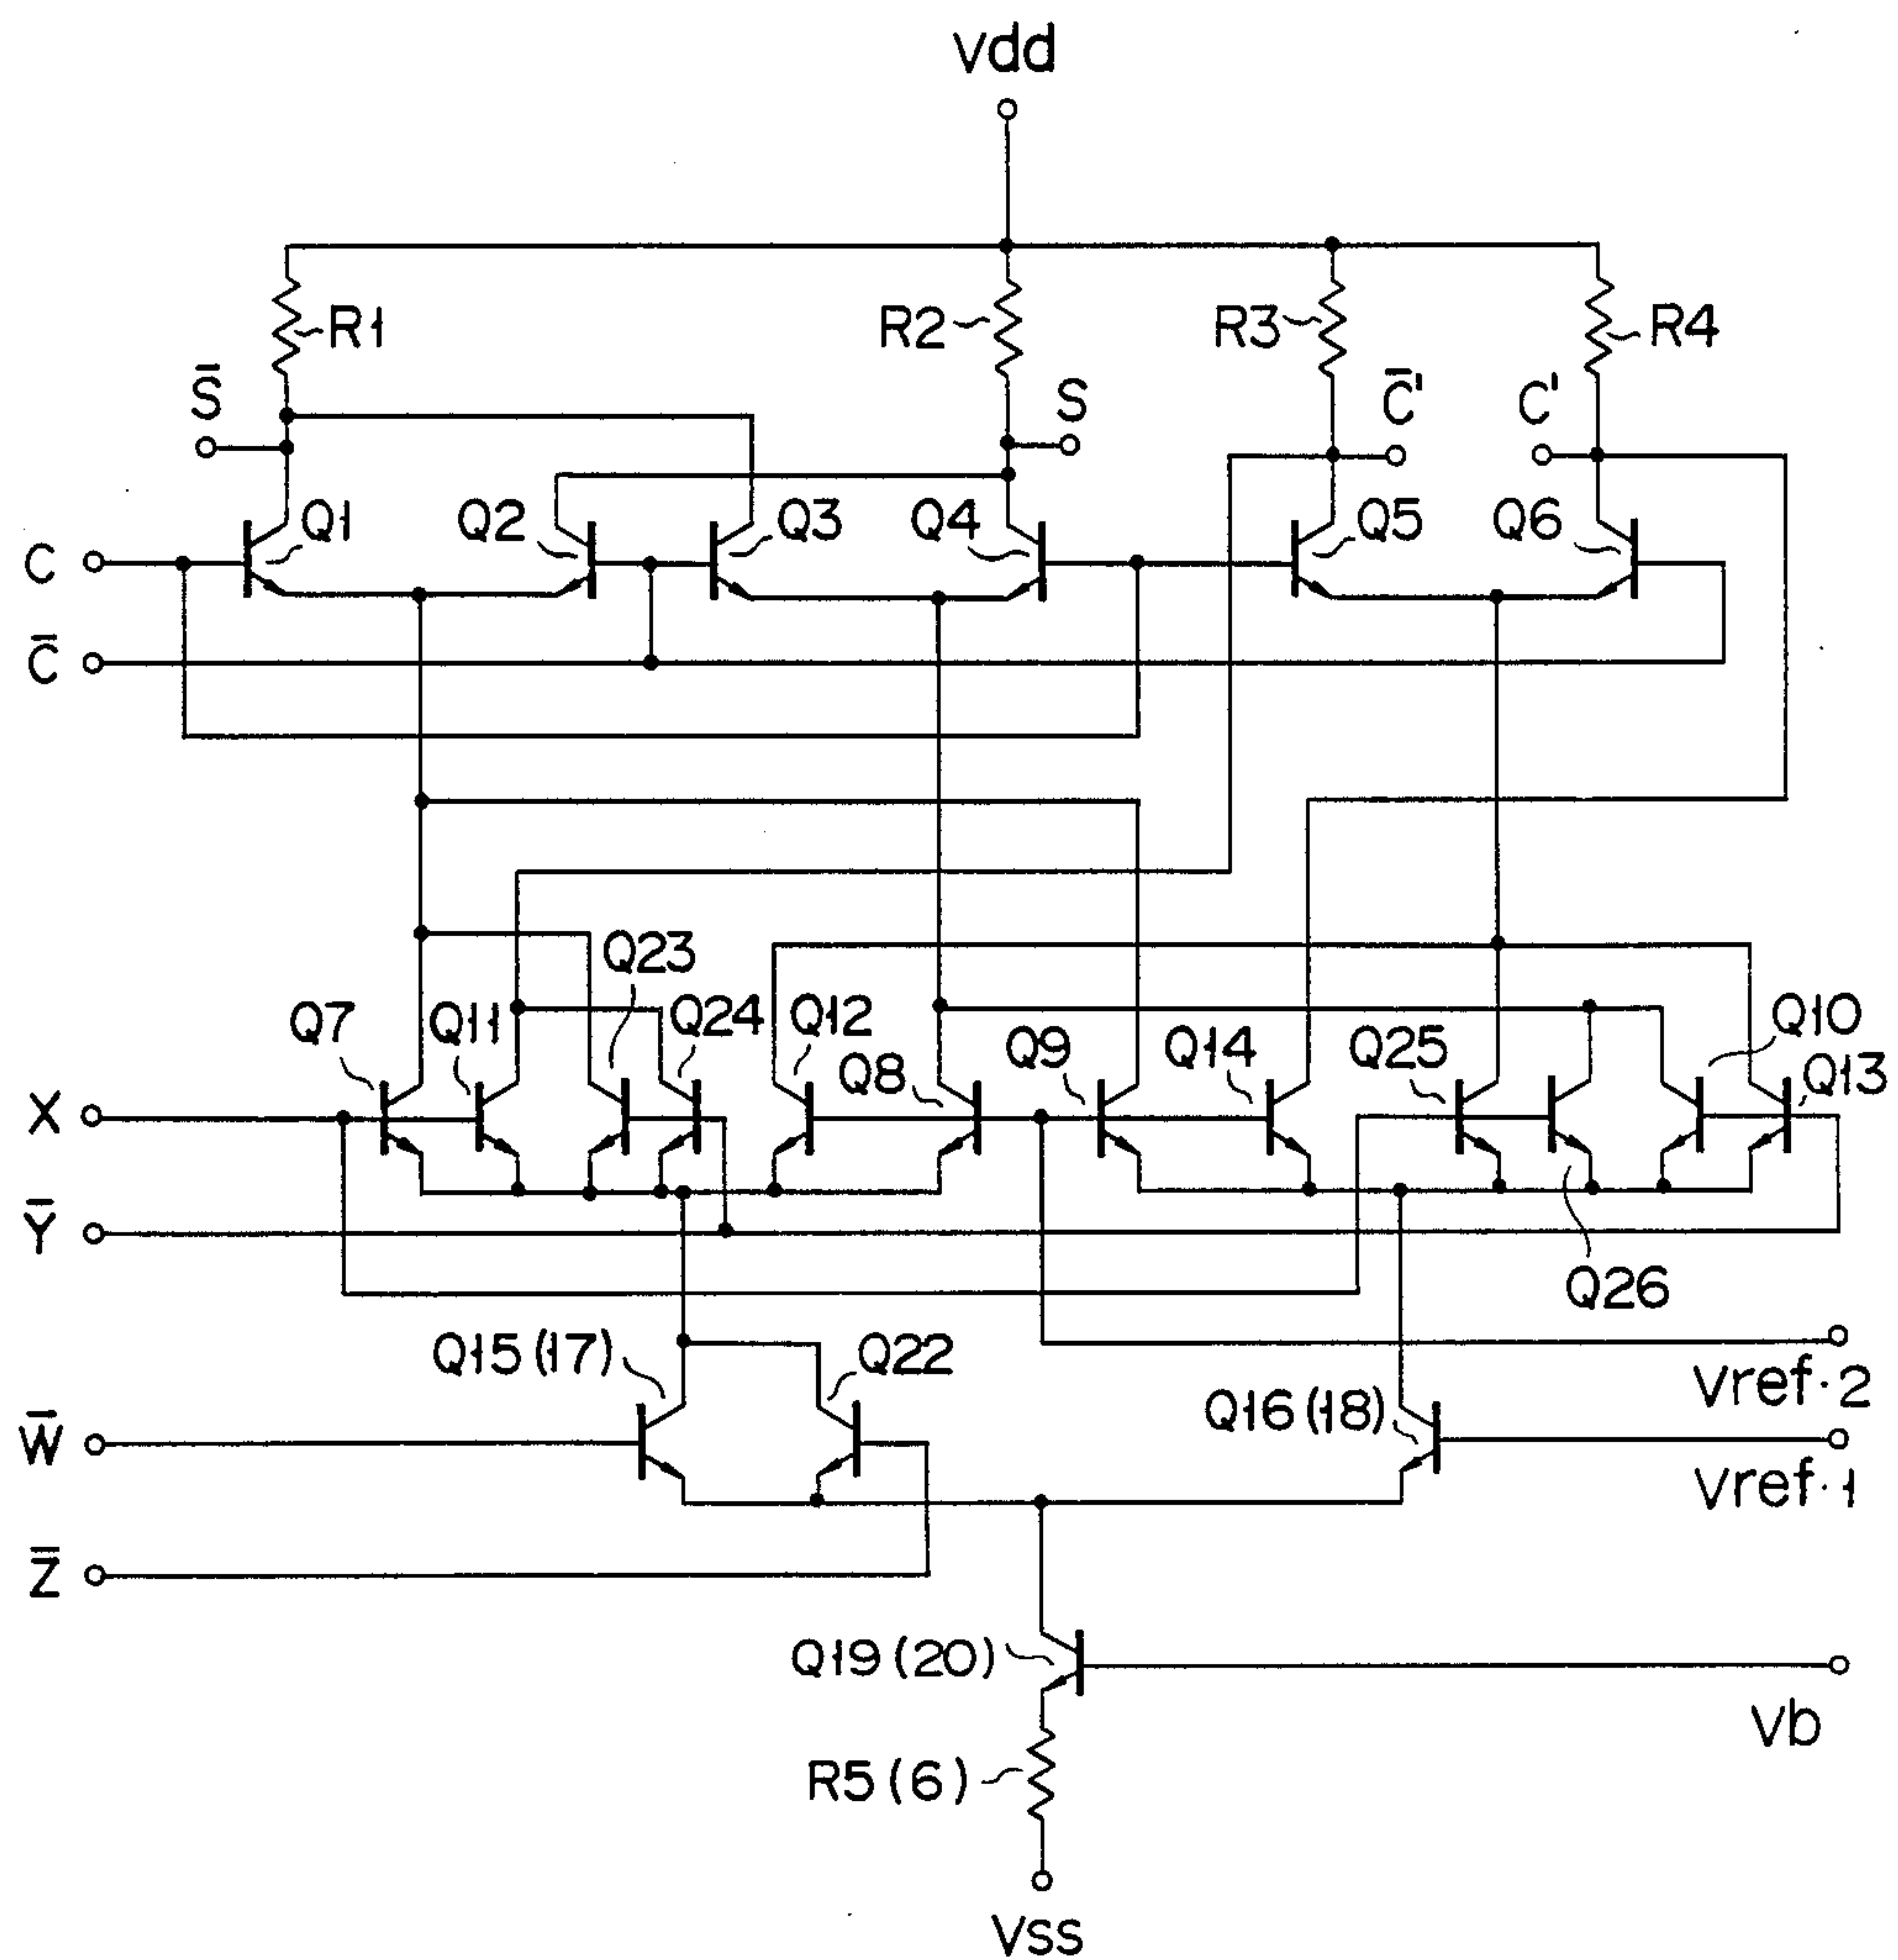 Vdd
R1
R2
R3
R4
S̅
S
C̅'
C'
Q1
Q2
Q3
Q4
Q5
Q6
C
C̅
Q23
Q7
Q11
Q24
Q12
Q8
Q9
Q14
Q25
Q10
Q13
X
Y̅
Q26
Q15 (17)
Q22
Vref·2
Q16 (18)
W̅
Vref·1
Z̅
Q19 (20)
Vb
R5 (6)
Vss